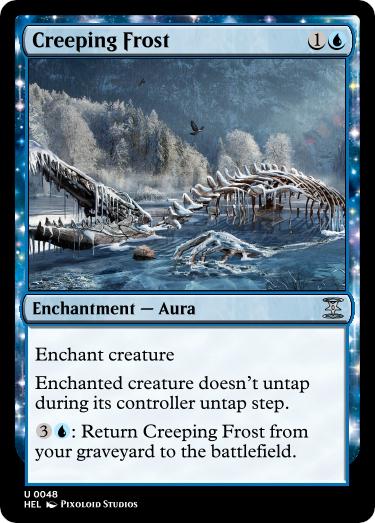 Creeping Frost 1
Enchantment — Aura
Enchant creature
Enchanted creature doesn't untap
during its controller untap step.
3 : Return Creeping Frost from
your graveyard to the battlefield.
U 0048
HEL Pixoloid Studios